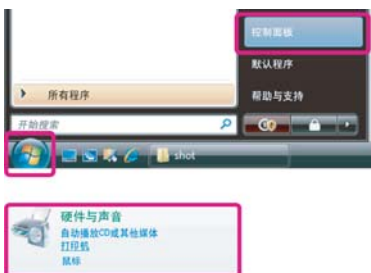 控制面板
默认程序
所有程序
帮助与支持
开始搜索
shot
硬件与声音
自动播放CD或其他媒体
打印机
鼠标